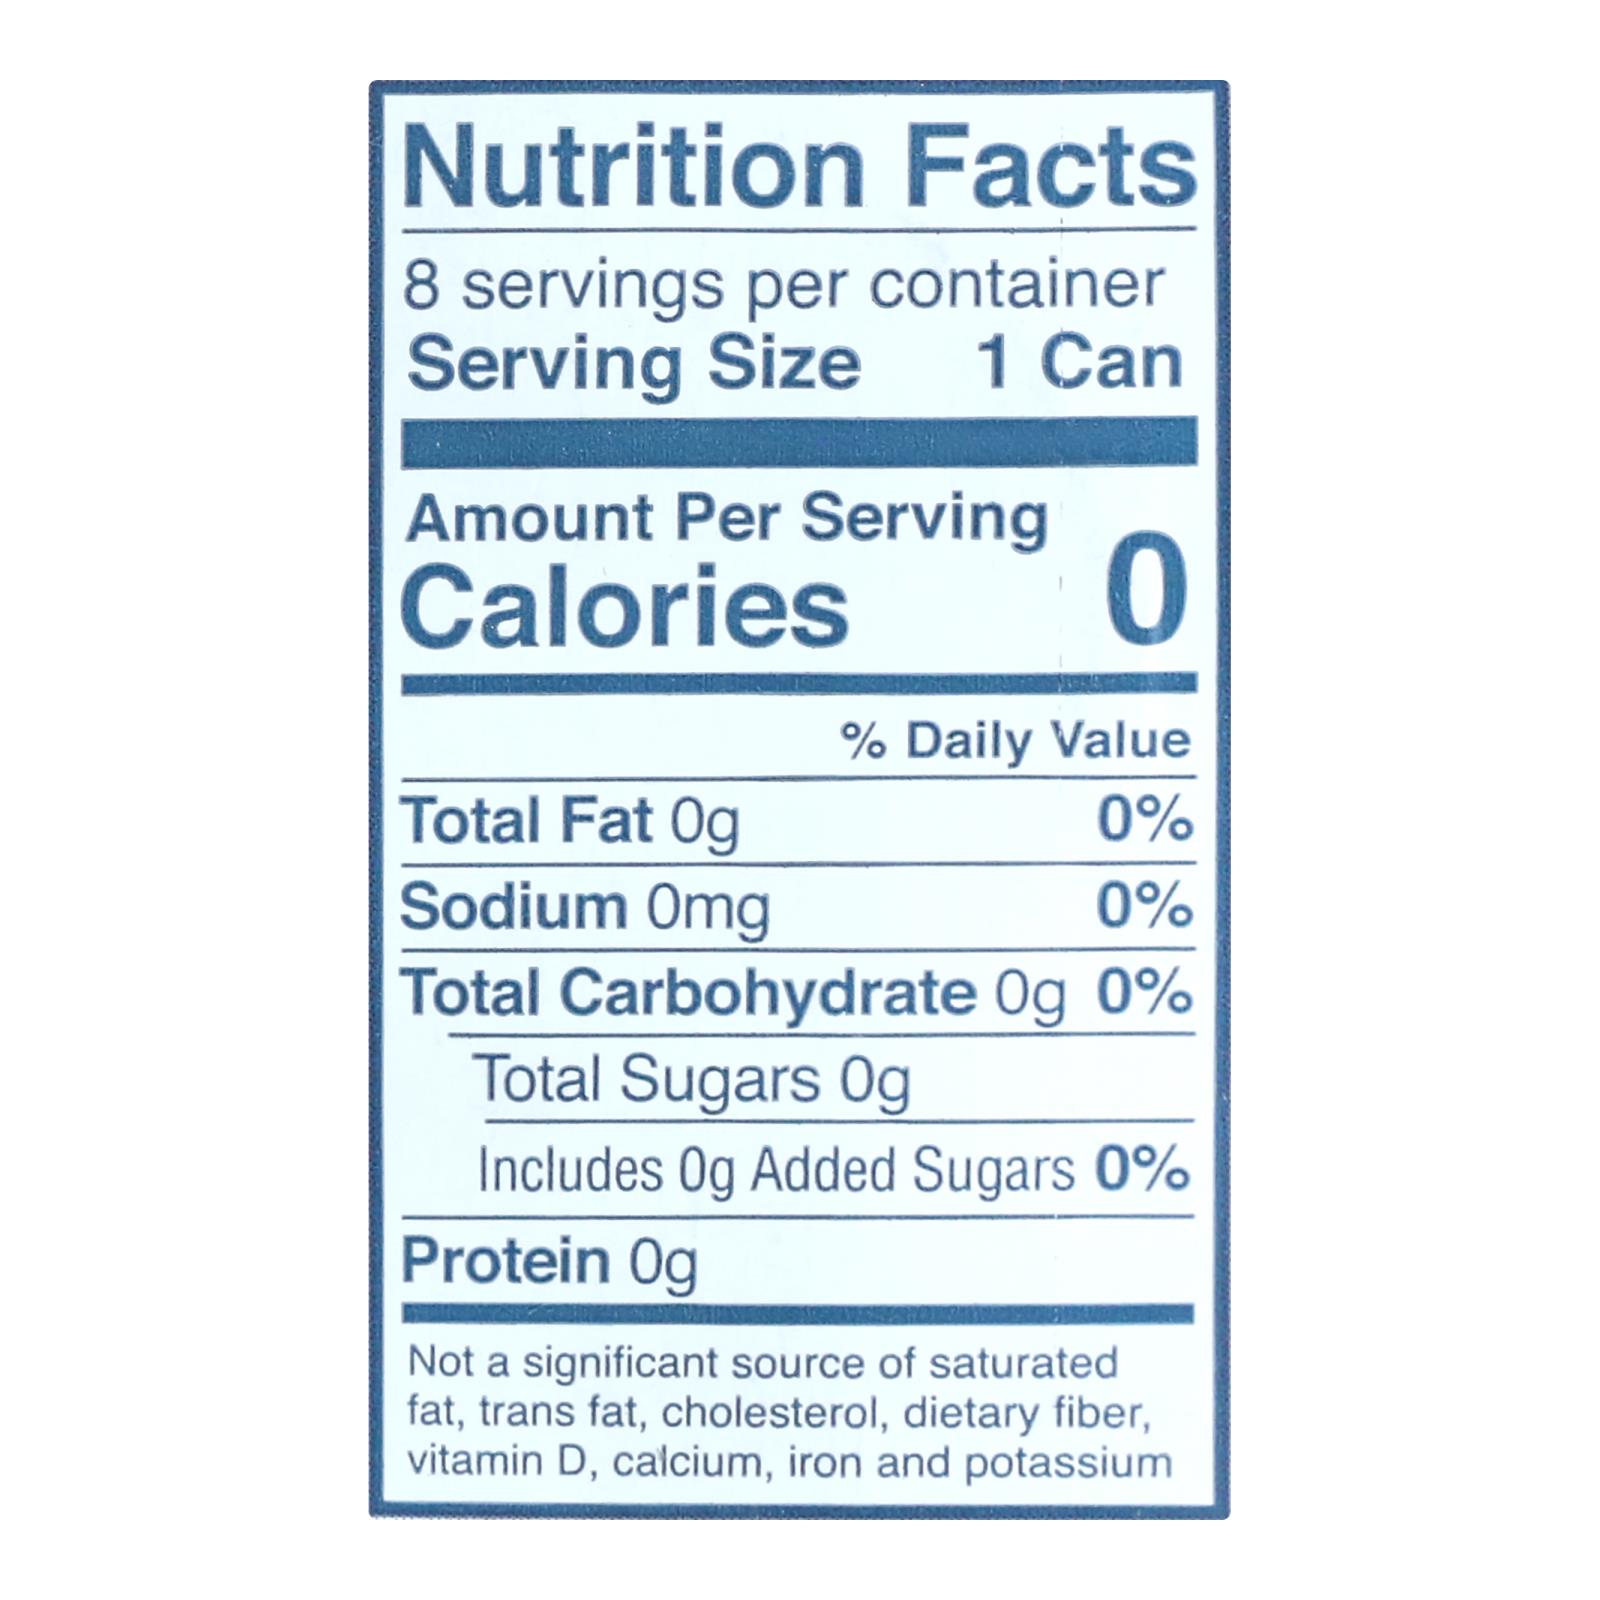 Nutrition Facts
8 servings per container
Serving Size 1 Can
Amount Per Serving
Calories 0
% Daily Value
Total Fat 0g 0%
Sodium 0mg 0%
Total Carbohydrate 0g 0%
Total Sugars 0g
Includes 0g Added Sugars 0%
Protein 0g
Not a significant source of saturated
fat, trans fat, cholesterol, dietary fiber,
vitamin D, calcium, iron and potassium